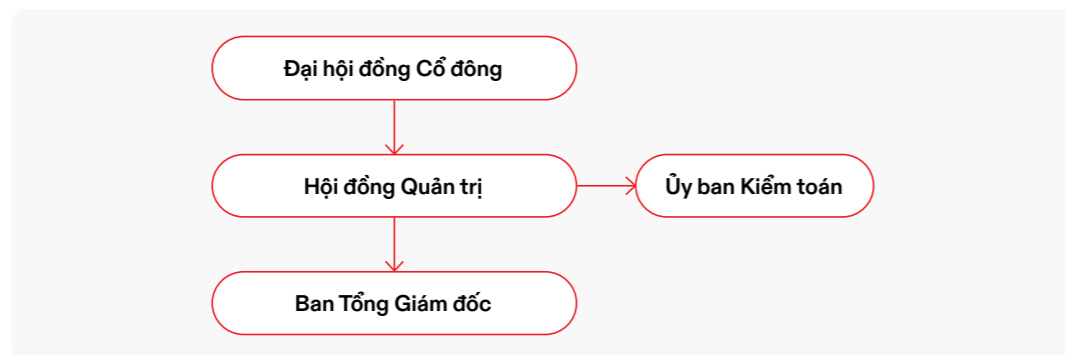 Đại hội đồng Cổ đông
Hội đồng Quản trị
Ủy ban Kiểm toán
Ban Tổng Giám đốc